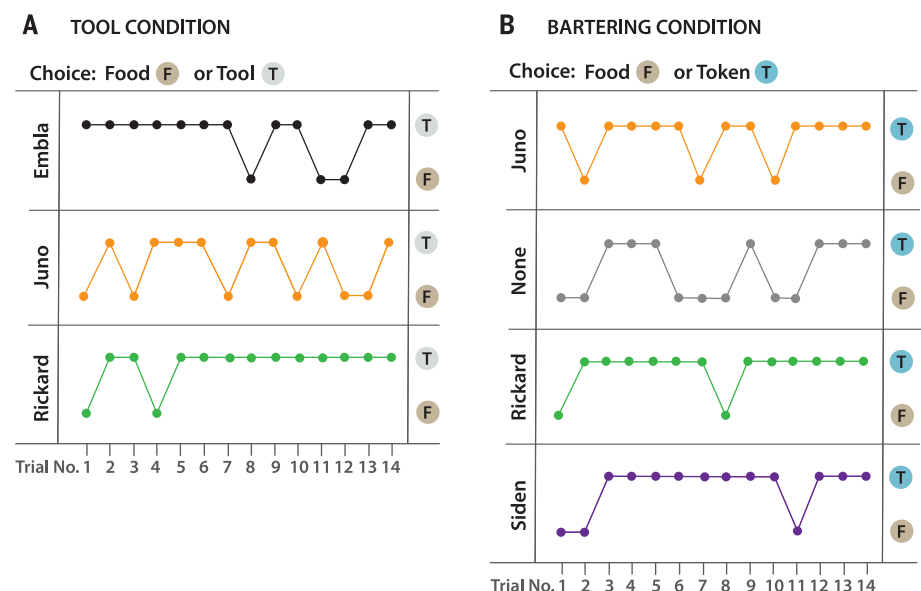 A TOOL CONDITION
Choice: Food F or Tool T
Embla
T
F
Juno
T
F
Rickard
T
F
Trial No. 1 2 3 4 5 6 7 8 9 10 11 12 13 14
B BARTERING CONDITION
Choice: Food F or Token T
Juno
T
F
None
T
F
Rickard
T
F
Siden
T
F
Trial No. 1 2 3 4 5 6 7 8 9 10 11 12 13 14